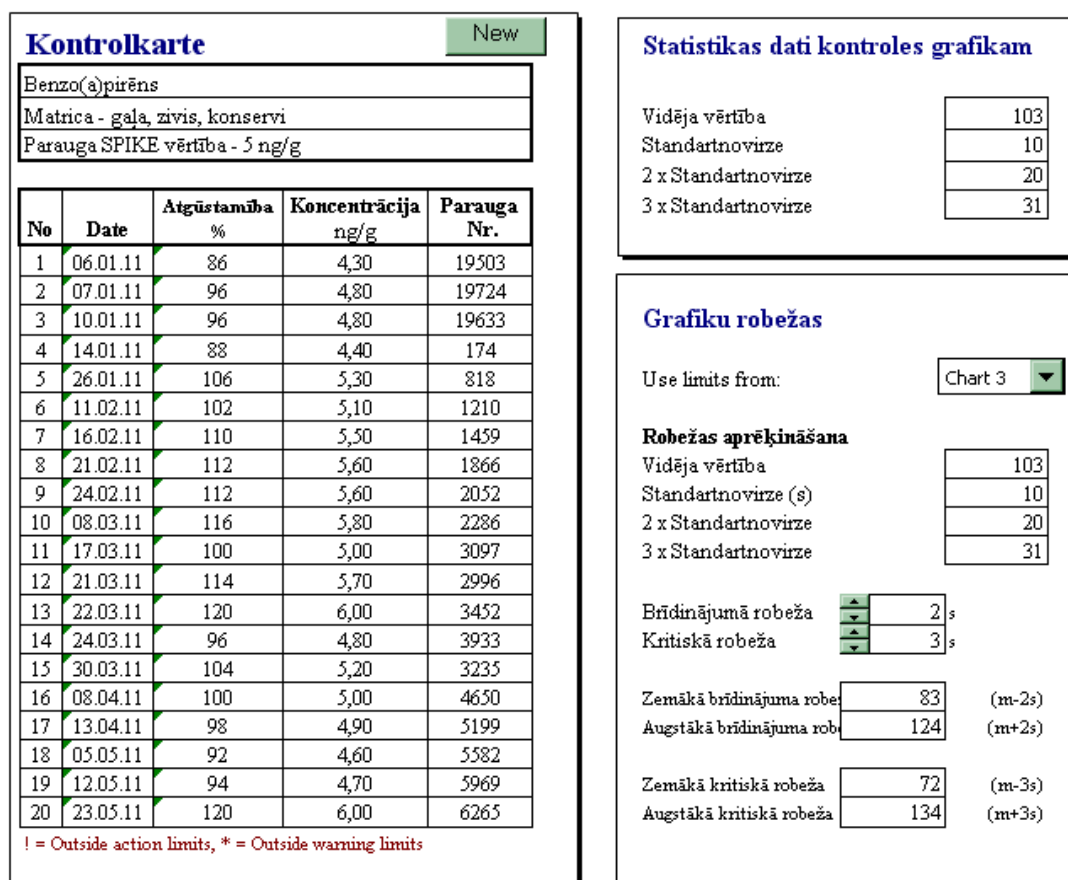 Kontrolkarte
New
Benzo(a)pirēns
Matrica - gaļa, zivis, konservi
Parauga SPIKE vērtība - 5 ng/g
No Date Atgūstamība % Koncentrācija ng/g Parauga Nr.
1 06.01.11 86 4,30 19503
2 07.01.11 96 4,80 19724
3 10.01.11 96 4,80 19633
4 14.01.11 88 4,40 174
5 26.01.11 106 5,30 818
6 11.02.11 102 5,10 1210
7 16.02.11 110 5,50 1459
8 21.02.11 112 5,60 1866
9 24.02.11 112 5,60 2052
10 08.03.11 116 5,80 2286
11 17.03.11 100 5,00 3097
12 21.03.11 114 5,70 2996
13 22.03.11 120 6,00 3452
14 24.03.11 96 4,80 3933
15 30.03.11 104 5,20 3235
16 08.04.11 100 5,00 4650
17 13.04.11 98 4,90 5199
18 05.05.11 92 4,60 5582
19 12.05.11 94 4,70 5969
20 23.05.11 120 6,00 6265
! = Outside action limits, * = Outside warning limits
Statistikas dati kontroles grafikam
Vidēja vērtība 103
Standartnovirze 10
2 x Standartnovirze 20
3 x Standartnovirze 31
Grafiku robežas
Use limits from: Chart 3
Robežas aprēķināšana
Vidēja vērtība 103
Standartnovirze (s) 10
2 x Standartnovirze 20
3 x Standartnovirze 31
Brīdinājumā robeža 2 s
Kritiskā robeža 3 s
Zemākā brīdinājuma robe 83 (m-2s)
Augstākā brīdinājuma rob 124 (m+2s)
Zemākā kritiskā robeža 72 (m-3s)
Augstākā kritiskā robeža 134 (m+3s)